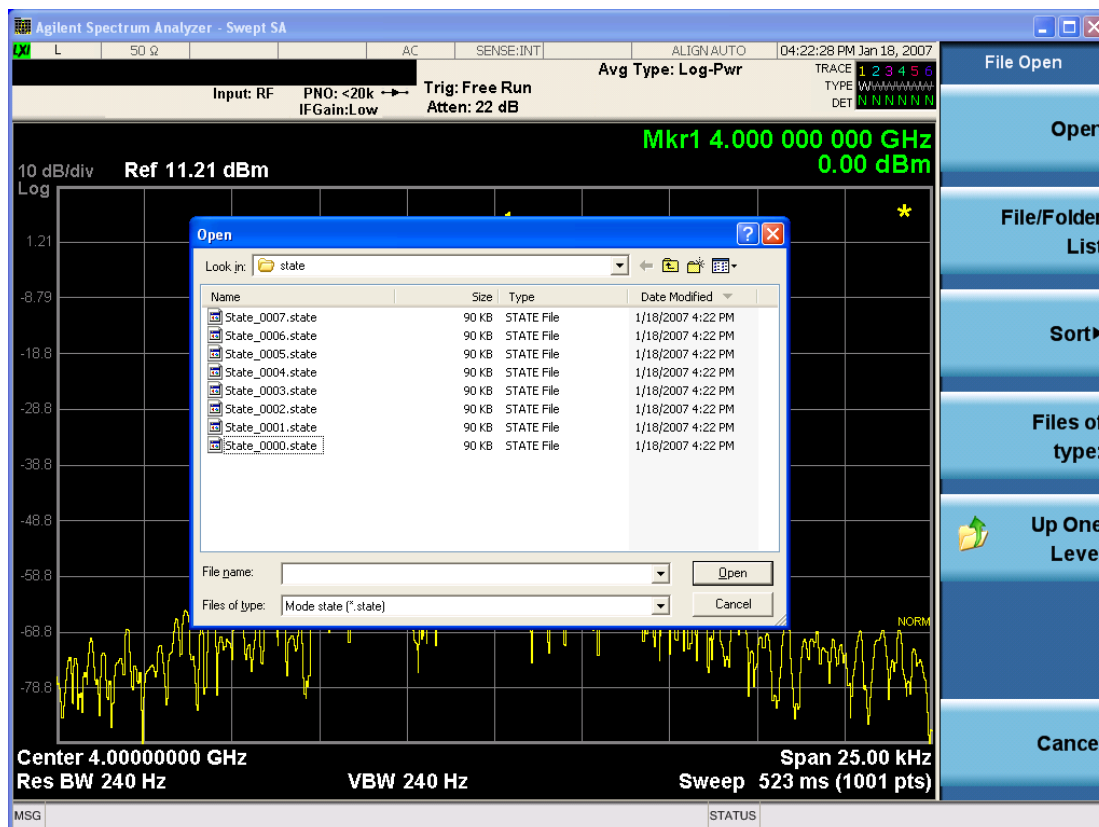 Agilent Spectrum Analyzer - Swept SA
LXI L 50 Ω AC SENSE:INT ALIGN AUTO 04:22:28 PM Jan 18, 2007
Input: RF PNO: <20k Trig: Free Run Avg Type: Log-Pwr TRACE 1 2 3 4 5 6
IFGain:Low Atten: 22 dB TYPE WWWWWW
DET N N N N N N
Mkr1 4.000 000 000 GHz
0.00 dBm
10 dB/div Ref 11.21 dBm
Log
1.21
-8.79
-18.8
-28.8
-38.8
-48.8
-58.8
-68.8
-78.8
*
NORM
Open
Look in: state
Name Size Type Date Modified
State_0007.state 90 KB STATE File 1/18/2007 4:22 PM
State_0006.state 90 KB STATE File 1/18/2007 4:22 PM
State_0005.state 90 KB STATE File 1/18/2007 4:22 PM
State_0004.state 90 KB STATE File 1/18/2007 4:22 PM
State_0003.state 90 KB STATE File 1/18/2007 4:22 PM
State_0002.state 90 KB STATE File 1/18/2007 4:22 PM
State_0001.state 90 KB STATE File 1/18/2007 4:22 PM
State_0000.state 90 KB STATE File 1/18/2007 4:22 PM
File name: Open
Files of type: Mode state (*.state) Cancel
Center 4.00000000 GHz Span 25.00 kHz
Res BW 240 Hz VBW 240 Hz Sweep 523 ms (1001 pts)
MSG STATUS
File Open
Open
File/Folder
List
Sort▸
Files of
type:
Up One
Leve
Cance